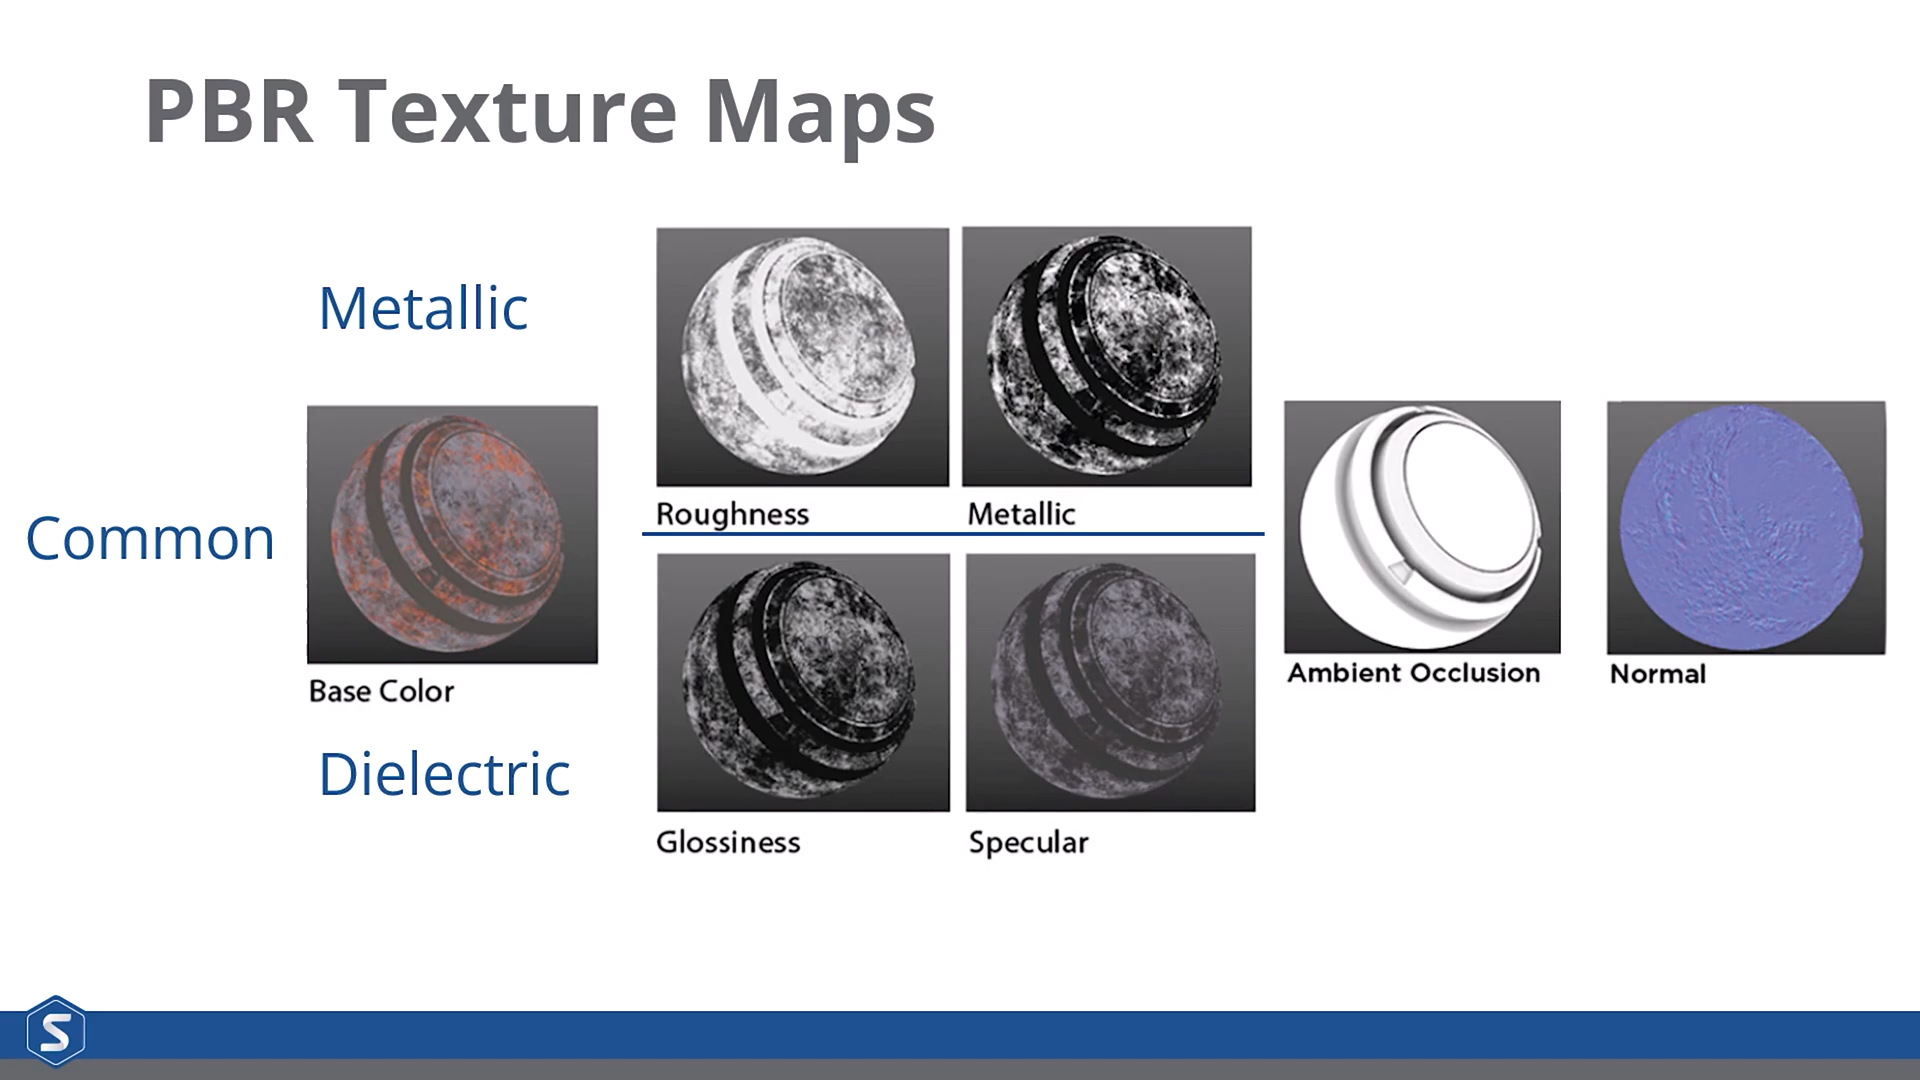 PBR Texture Maps
Metallic
Roughness
Metallic
Common
Base Color
Ambient Occlusion
Normal
Dielectric
Glossiness
Specular
S